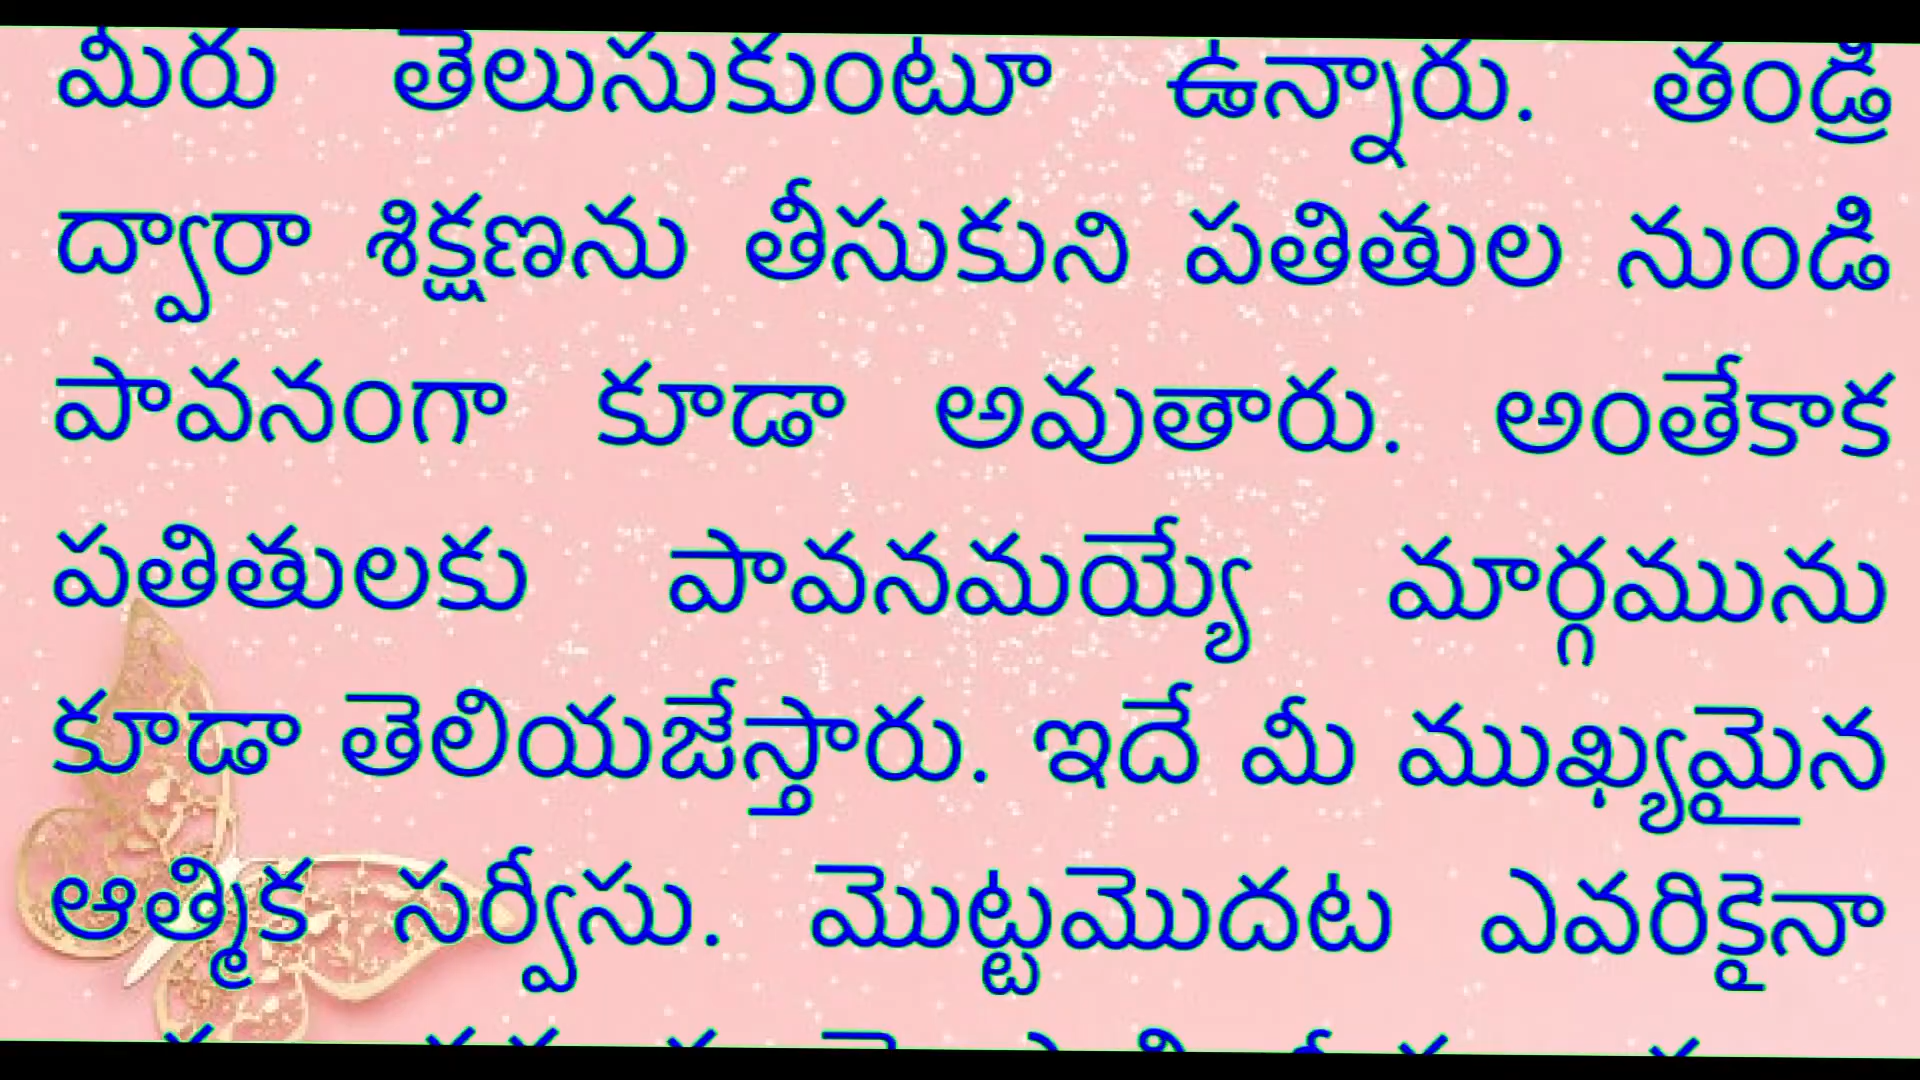 మీరు తెలుసుకుంటూ ఉన్నారు. తండ్రి
ద్వారా శిక్షణను తీసుకుని పతితుల నుండి
పావనంగా కూడా అవుతారు. అంతేకాక
పతితులకు పావనమయ్యే మార్గమును
కూడా తెలియజేస్తారు. ఇదే మీ ముఖ్యమైన
ఆత్మిక సర్వీసు. మొట్టమొదట ఎవరికైనా